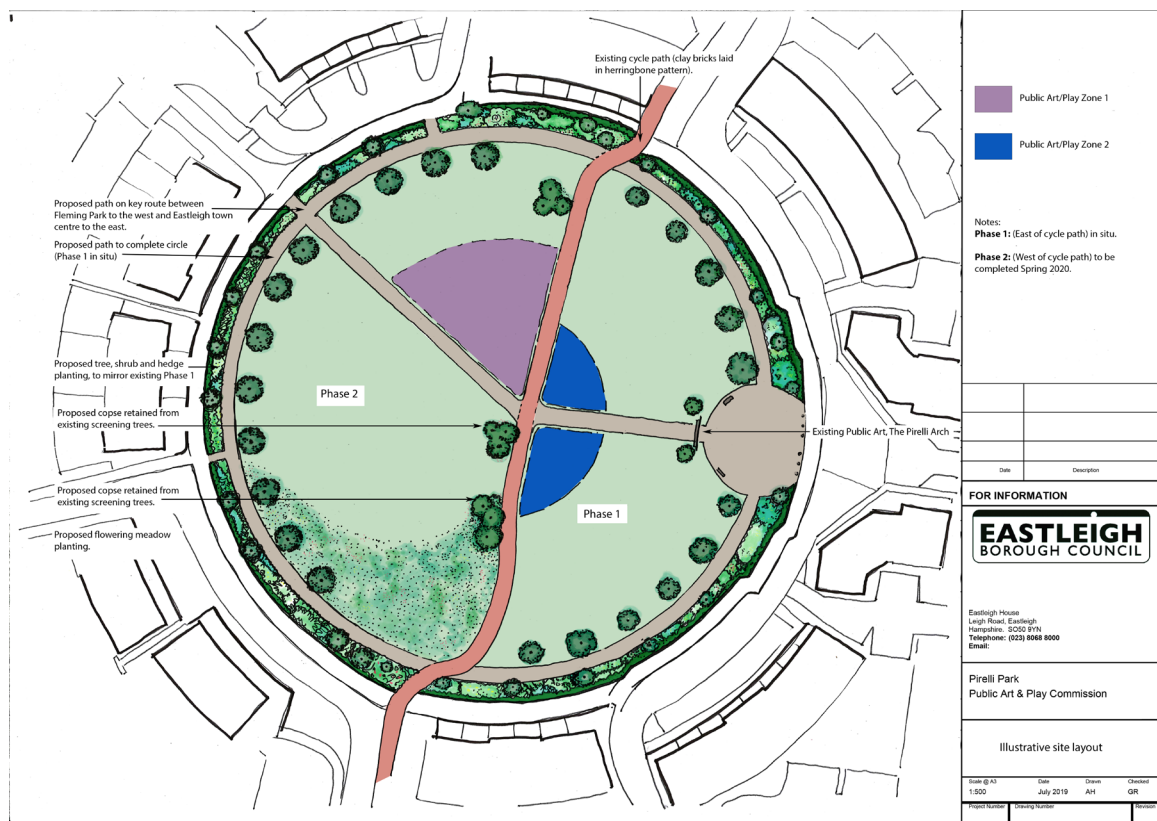 Existing cycle path (clay bricks laid
in herringbone pattern).
Proposed path on key route between
Fleming Park to the west and Eastleigh town
centre to the east.
Proposed path to complete circle
(Phase 1 in situ)
Proposed tree, shrub and hedge
planting, to mirror existing Phase 1
Phase 2
Proposed copse retained from
existing screening trees.
Existing Public Art, The Pirelli Arch
Proposed copse retained from
existing screening trees.
Phase 1
Proposed flowering meadow
planting.
Public Art/Play Zone 1
Public Art/Play Zone 2
Notes:
Phase 1: (East of cycle path) in situ.
Phase 2: (West of cycle path) to be
completed Spring 2020.
Date Description
FOR INFORMATION
EASTLEIGH
BOROUGH COUNCIL
Eastleigh House
Leigh Road, Eastleigh
Hampshire. SO50 9YN
Telephone: (023) 8068 8000
Email:
Pirelli Park
Public Art & Play Commission
Illustrative site layout
Scale @ A3 Date Drawn Checked
1:500 July 2019 AH GR
Project Number Drawing Number Revision